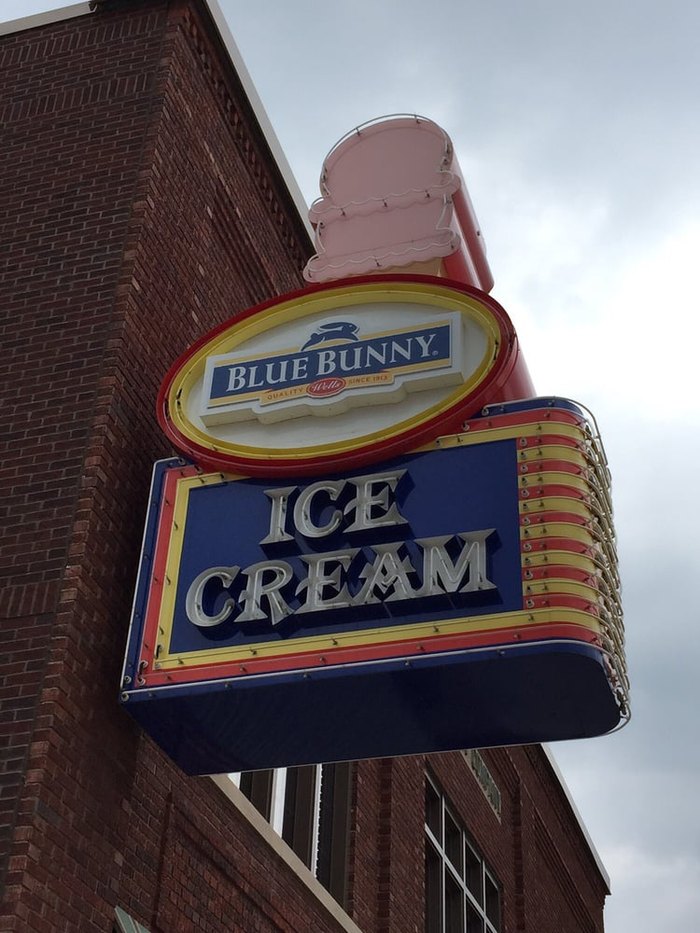 BLUE BUNNY®
QUALITY Wells SINCE 1913
ICE
CREAM